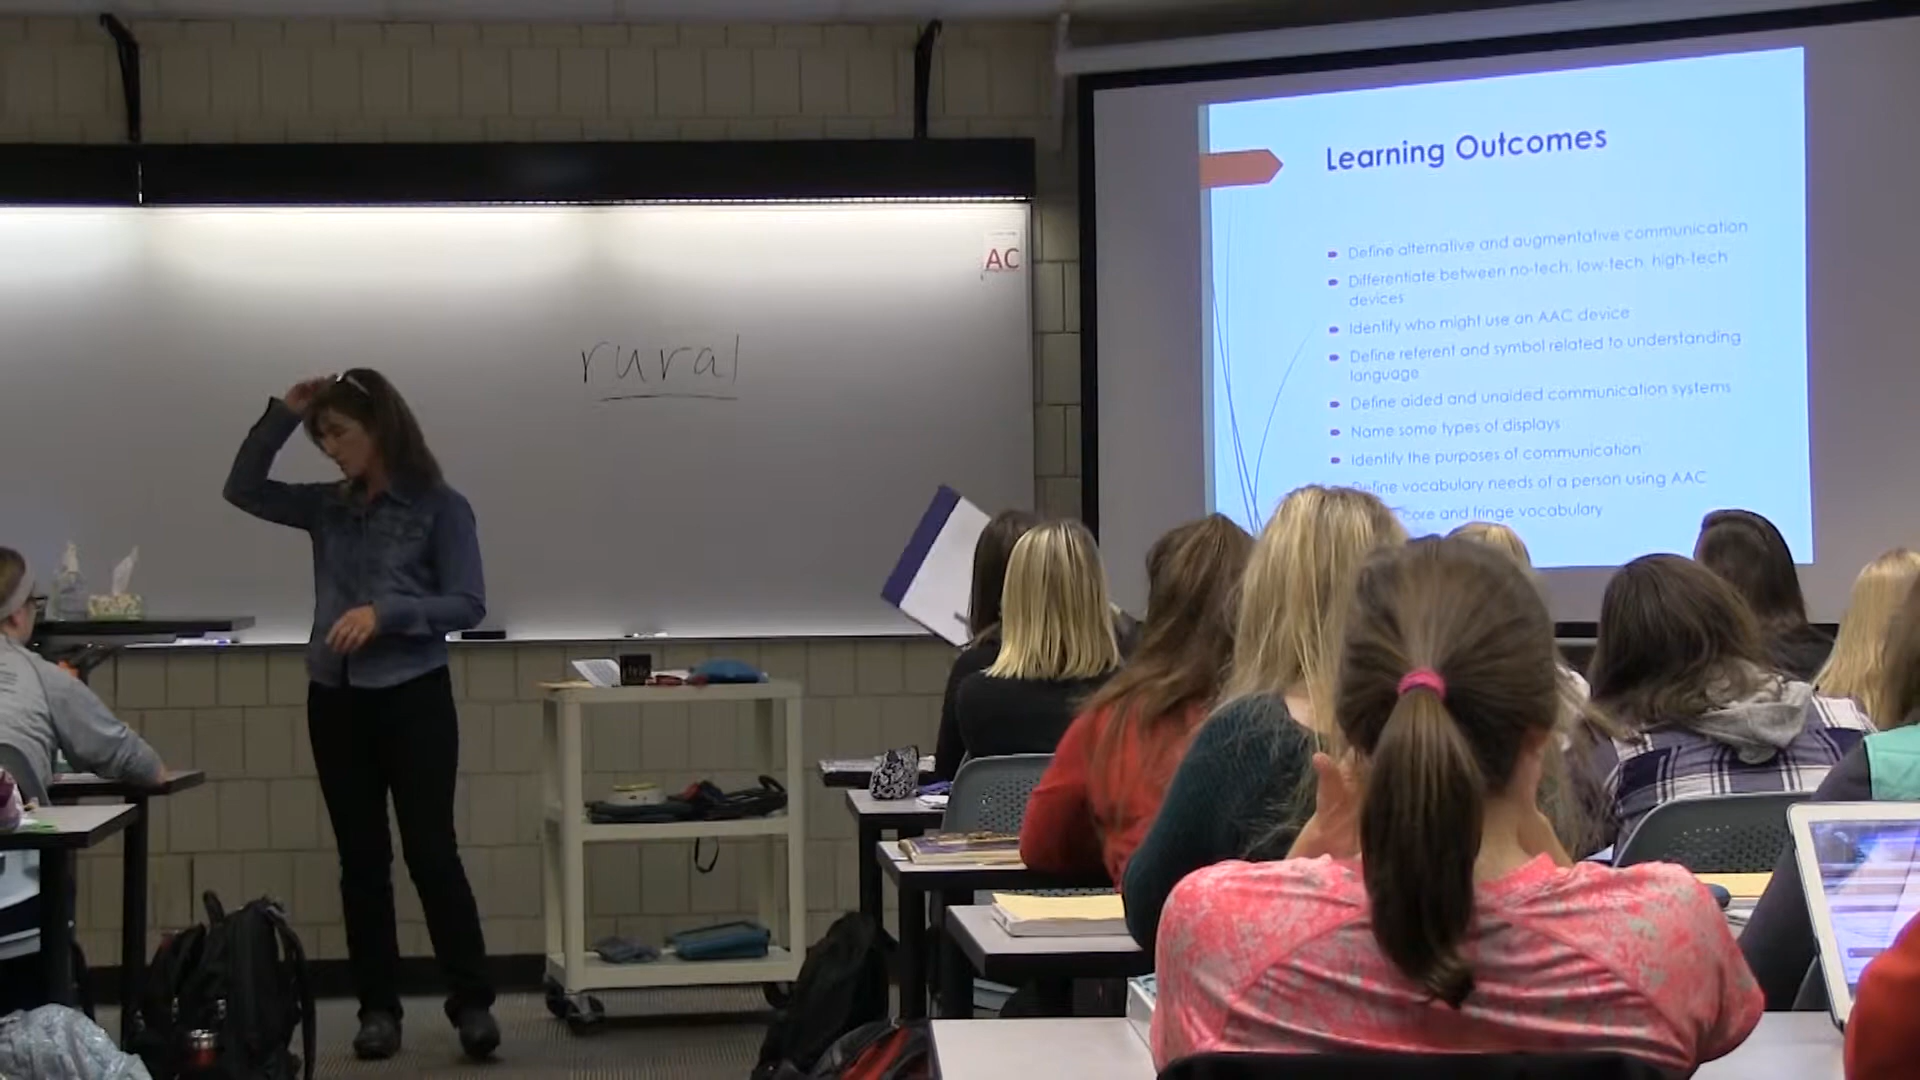 AC
rural
Learning Outcomes
Define alternative and augmentative communication
Differentiate between no-tech, low-tech, high-tech
devices
Identify who might use an AAC device
Define referent and symbol related to understanding
language
Define aided and unaided communication systems
Name some types of displays
Identify the purposes of communication
Define vocabulary needs of a person using AAC
core and fringe vocabulary